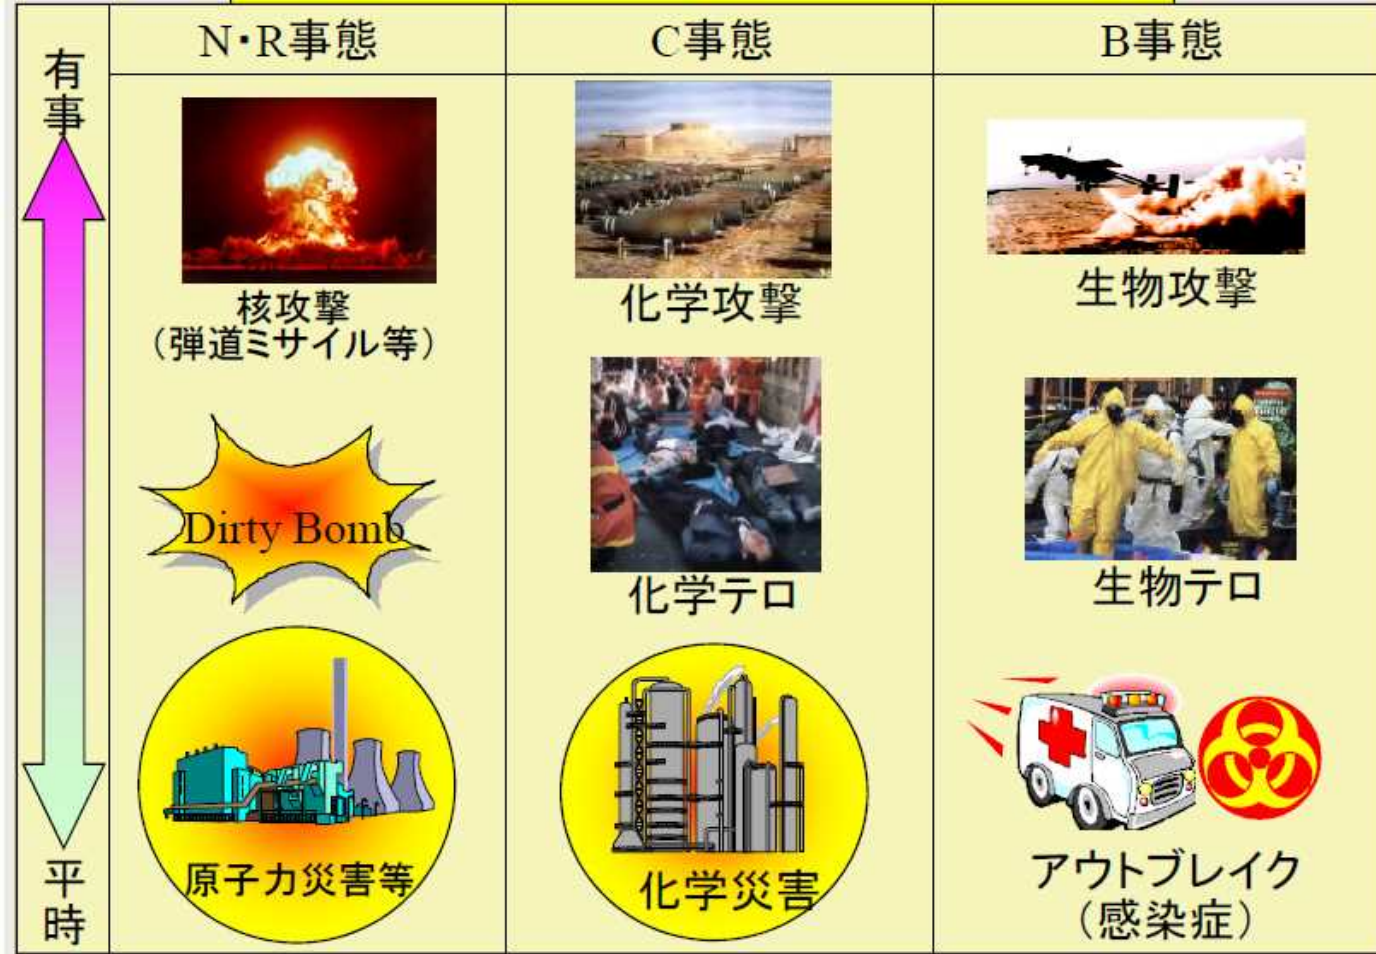 N・R事態
C事態
B事態
有事
核攻撃
（弾道ミサイル等）
化学攻撃
生物攻撃
Dirty Bomb
化学テロ
生物テロ
平時
原子力災害等
化学災害
アウトブレイク
（感染症）